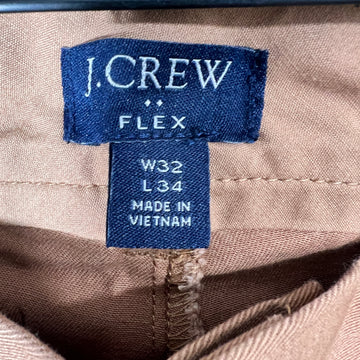 J.CREW
FLEX
W32
L34
MADE IN
VIETNAM